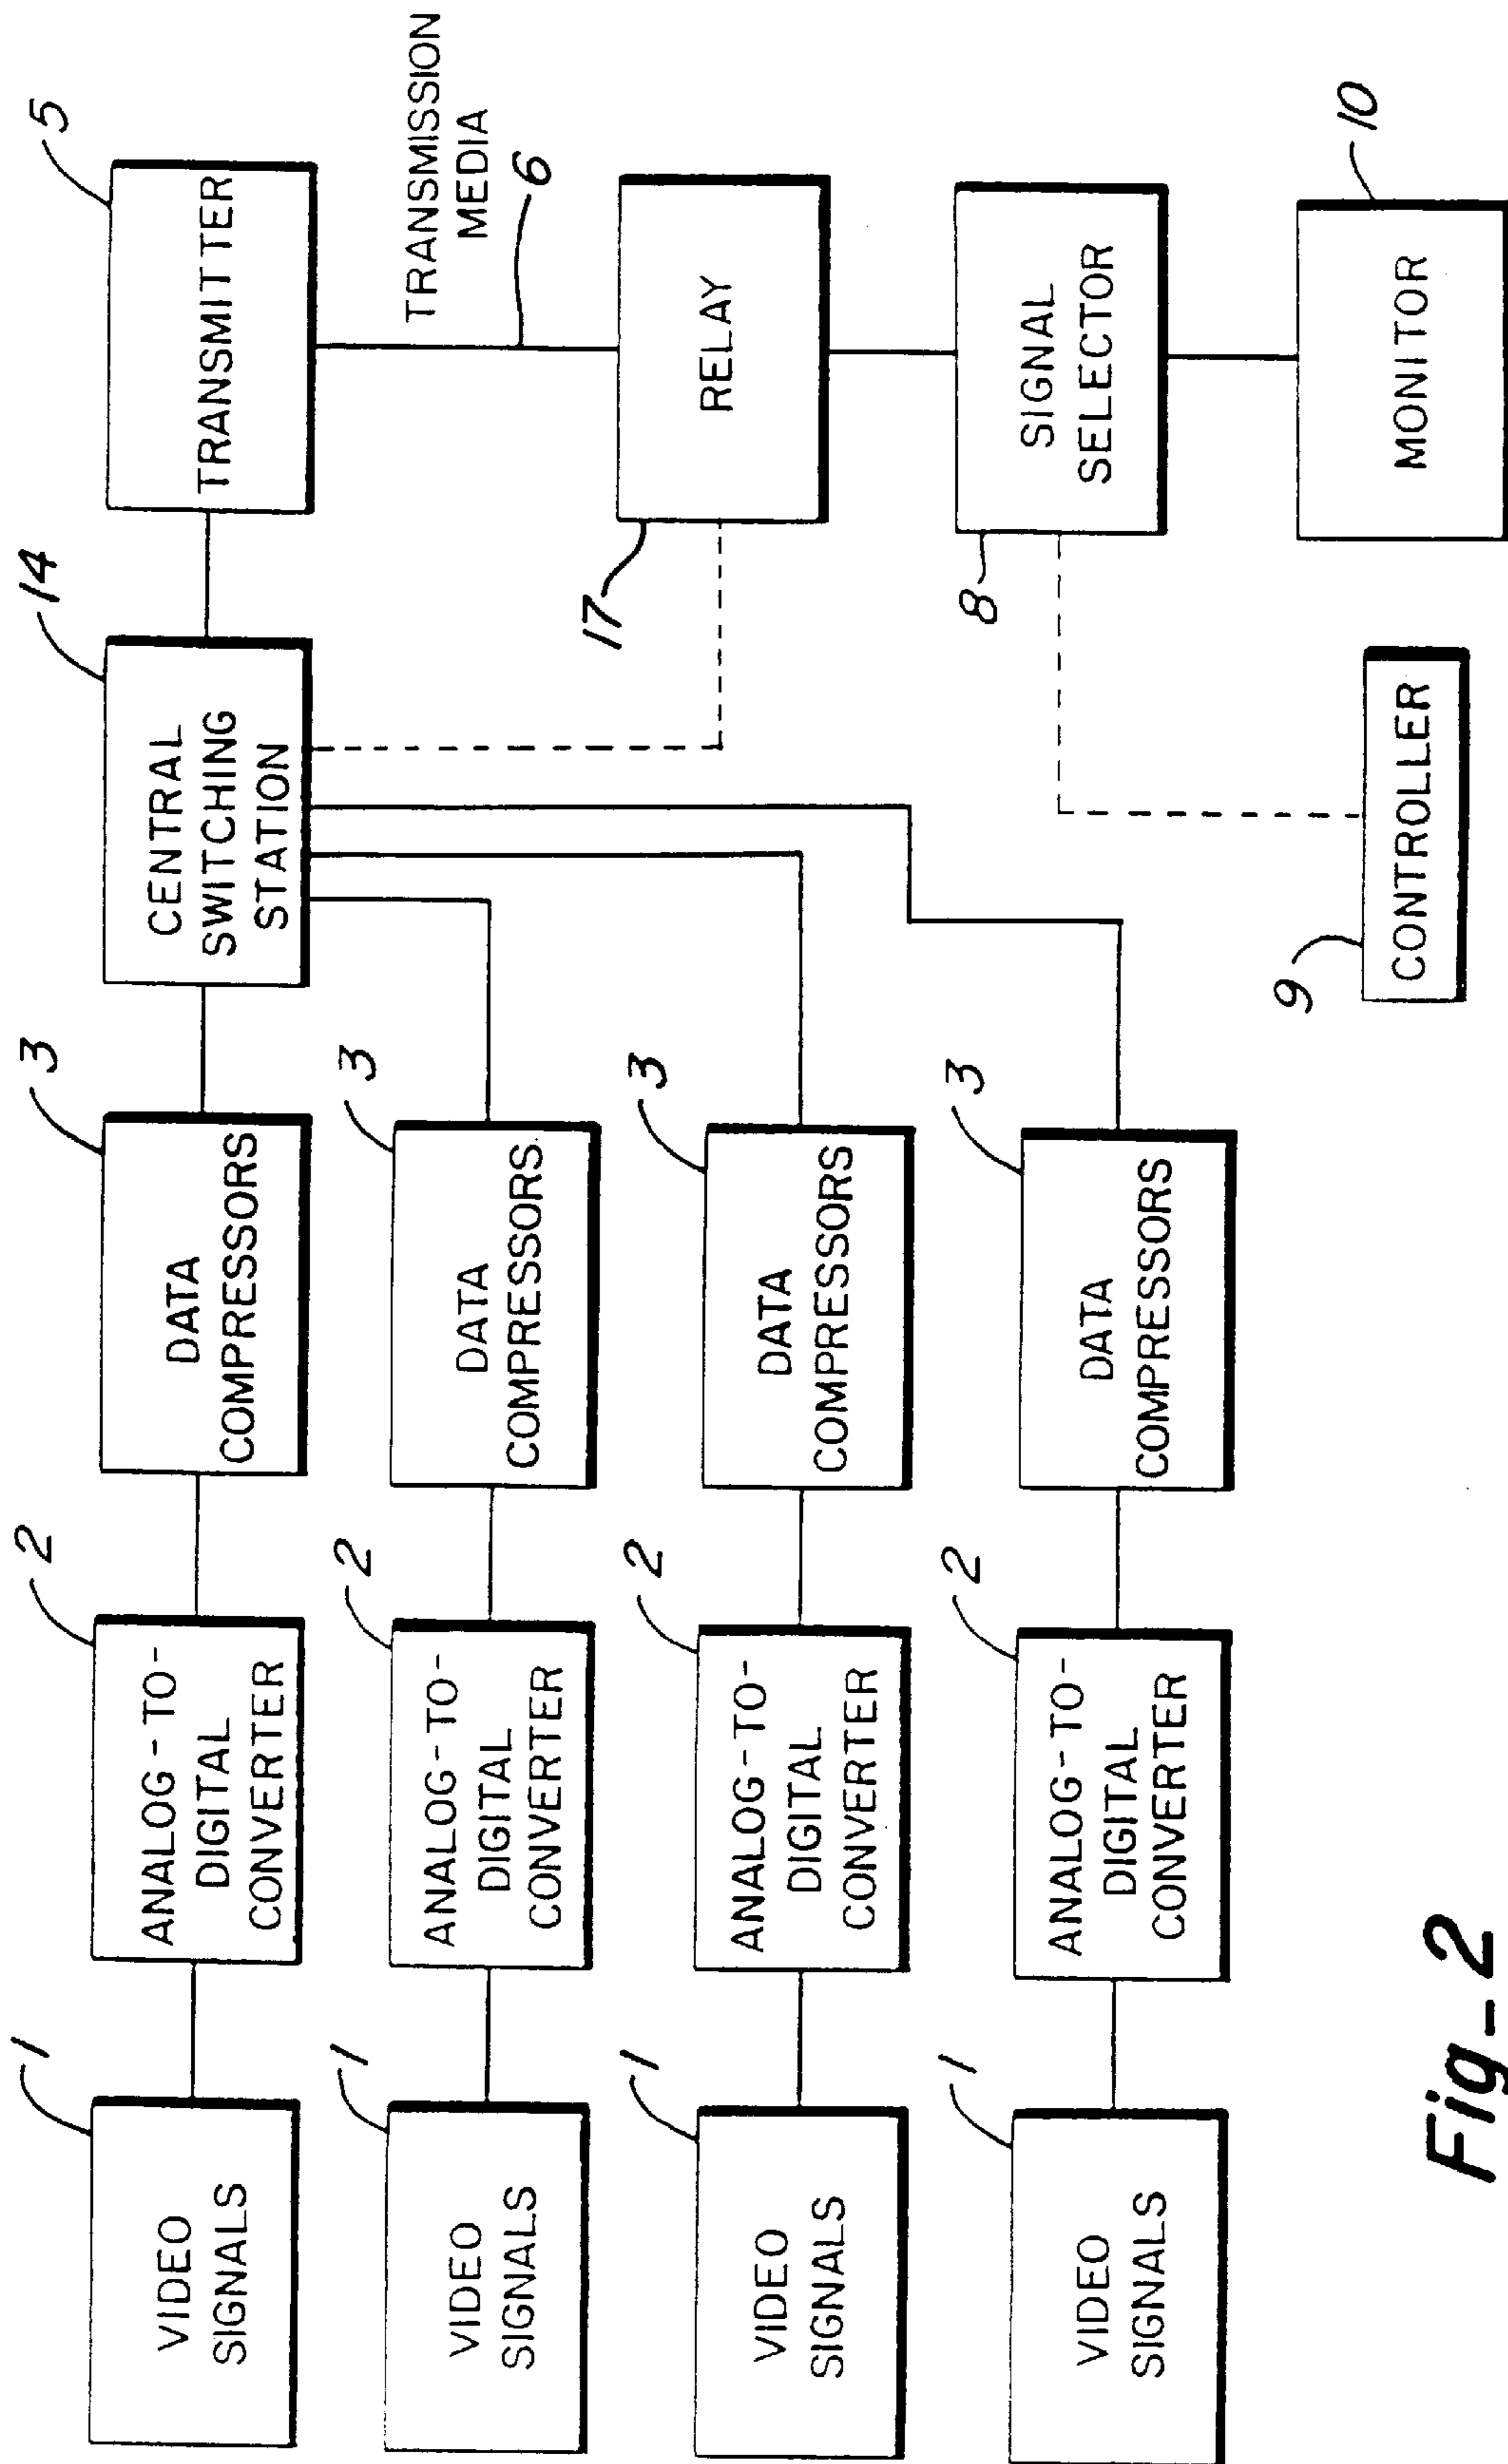 1
VIDEO
SIGNALS
2
ANALOG-TO-
DIGITAL
CONVERTER
3
DATA
COMPRESSORS
14
CENTRAL
SWITCHING
STATION
5
TRANSMITTER
TRANSMISSION
MEDIA
6
1
VIDEO
SIGNALS
2
ANALOG-TO-
DIGITAL
CONVERTER
3
DATA
COMPRESSORS
17
RELAY
1
VIDEO
SIGNALS
2
ANALOG-TO-
DIGITAL
CONVERTER
3
DATA
COMPRESSORS
8
SIGNAL
SELECTOR
1
VIDEO
SIGNALS
2
ANALOG-TO-
DIGITAL
CONVERTER
3
DATA
COMPRESSORS
9
CONTROLLER
10
MONITOR
Fig-2